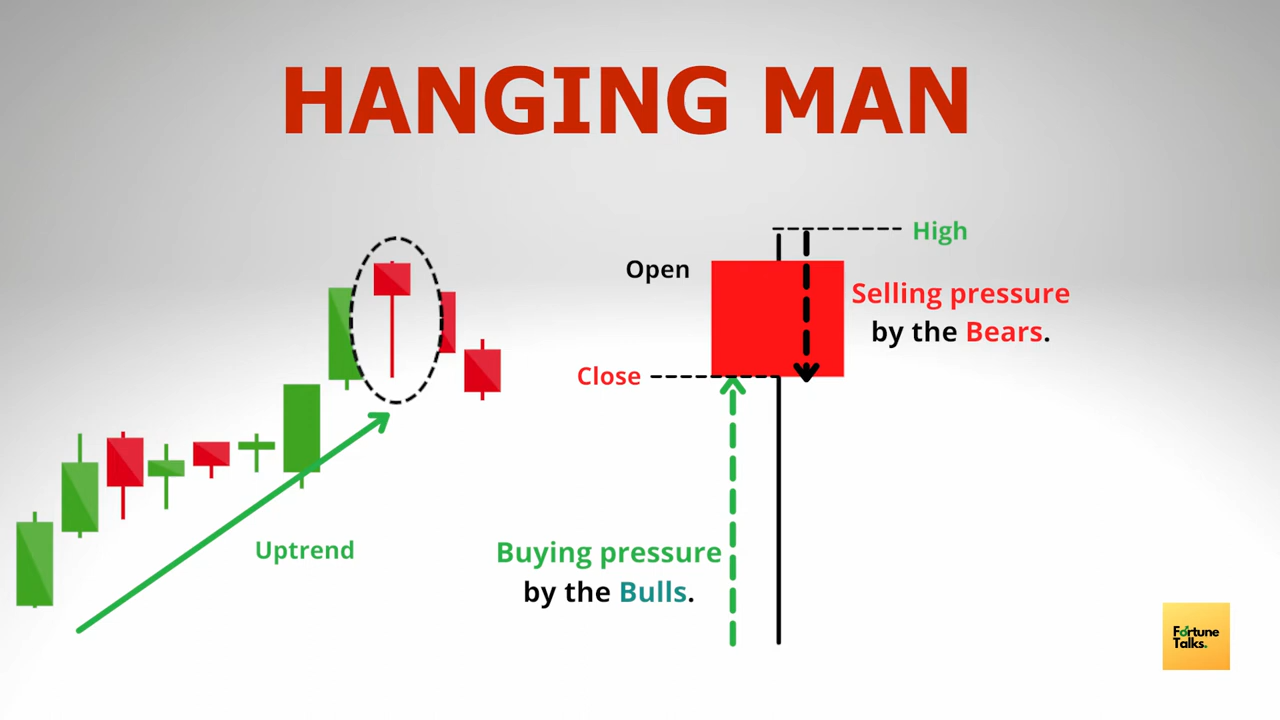 HANGING MAN
High
Open
Selling pressure
by the Bears.
Close
Uptrend
Buying pressure
by the Bulls.
Fortune
Talks.